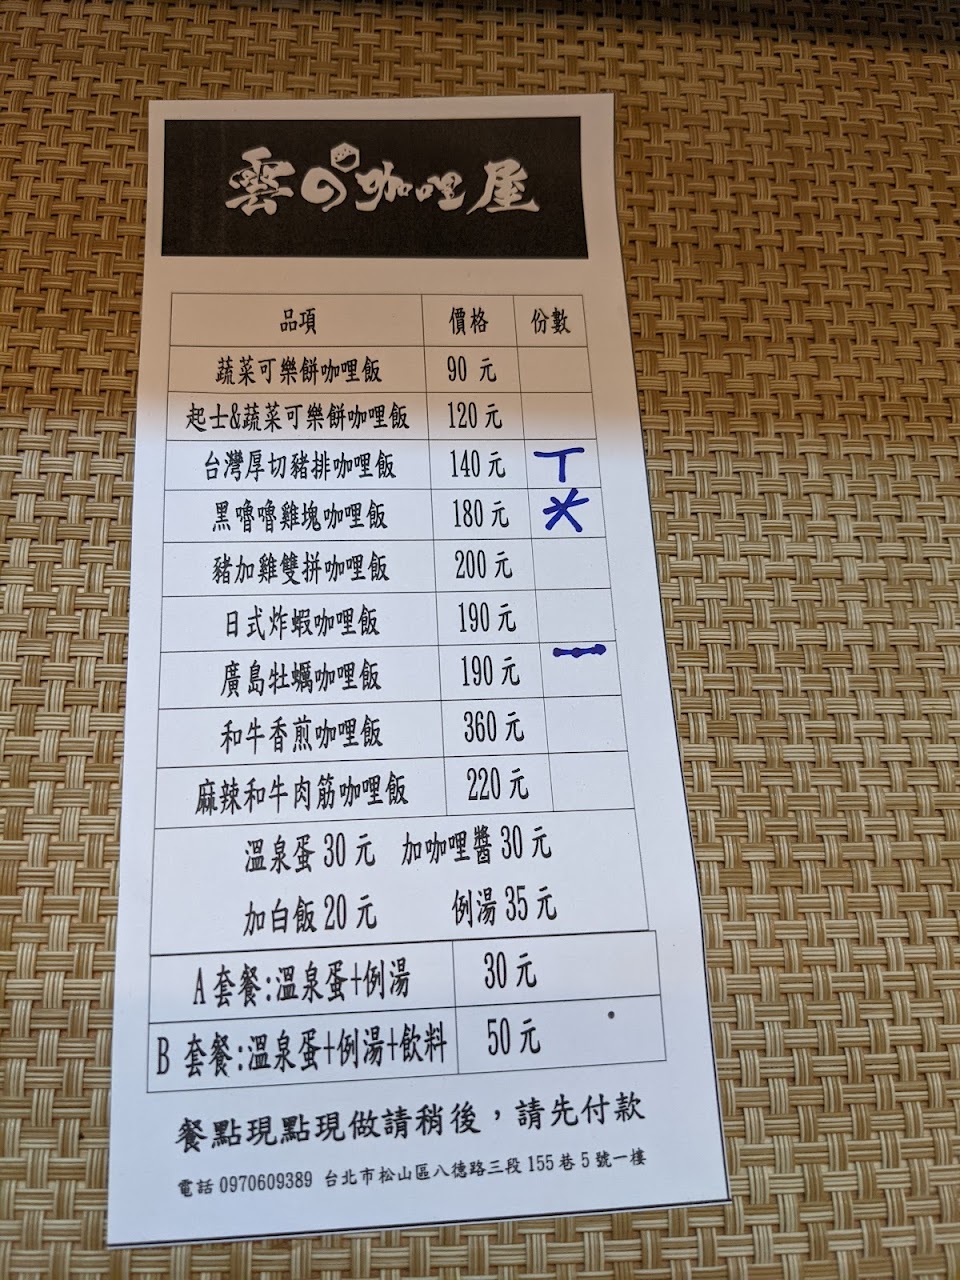 雲の咖哩屋
品項 價格 份數
蔬菜可樂餅咖哩飯 90 元
起士&蔬菜可樂餅咖哩飯 120 元
台灣厚切豬排咖哩飯 140 元 丅
黑嚕嚕雞塊咖哩飯 180 元
豬加雞雙拼咖哩飯 200 元
日式炸蝦咖哩飯 190 元
廣島牡蠣咖哩飯 190 元 一
和牛香煎咖哩飯 360 元
麻辣和牛肉筋咖哩飯 220 元
溫泉蛋 30 元 加咖哩醬 30 元
加白飯 20 元 例湯 35 元
A 套餐:溫泉蛋+例湯 30 元
B 套餐:溫泉蛋+例湯+飲料 50 元
餐點現點現做請稍後，請先付款
電話 0970609389 台北市松山區八德路三段 155 巷 5 號一樓